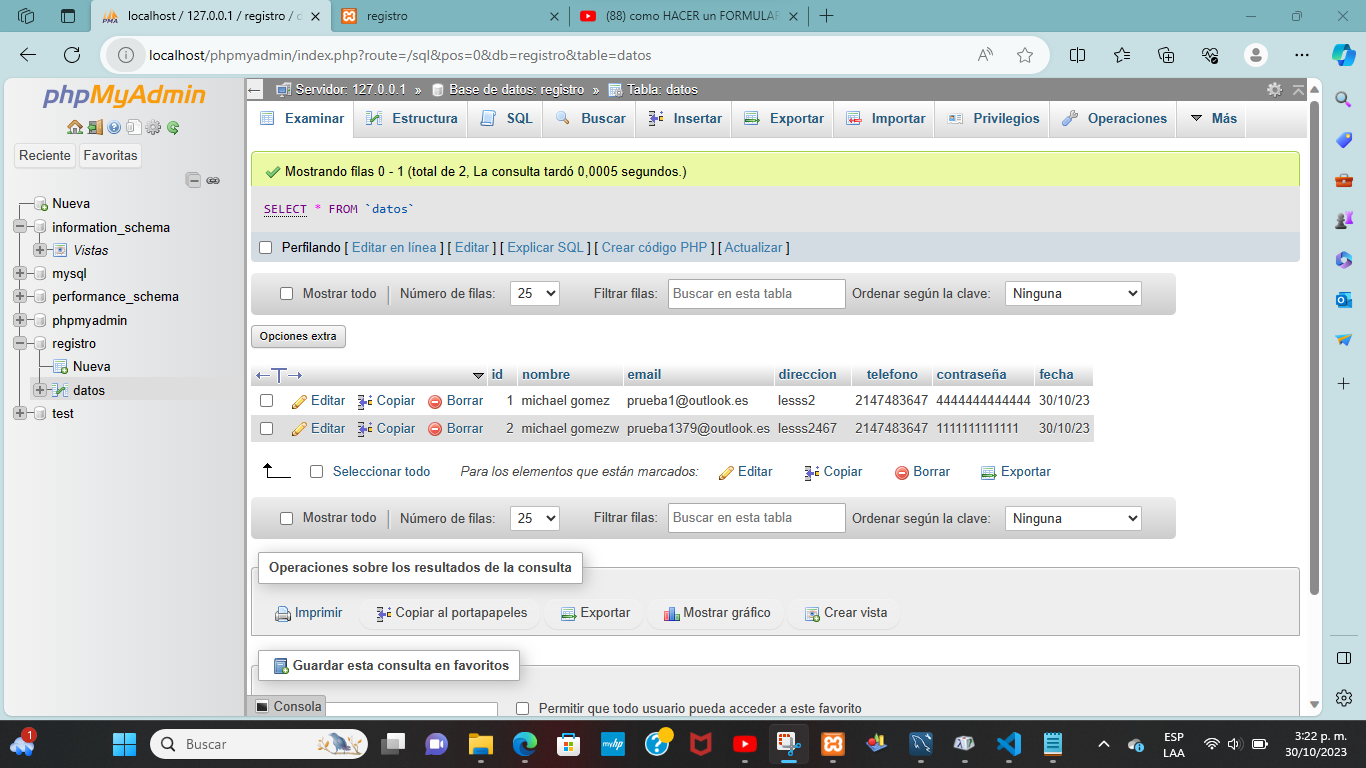 localhost / 127.0.0.1 / registro / d
registro
(88) como HACER un FORMULAR
localhost/phpmyadmin/index.php?route=/sql&pos=0&db=registro&table=datos
phpMyAdmin
Reciente
Favoritas
Nueva
information_schema
Vistas
mysql
performance_schema
phpmyadmin
registro
Nueva
datos
test
Servidor: 127.0.0.1 » Base de datos: registro » Tabla: datos
Examinar Estructura SQL Buscar Insertar Exportar Importar Privilegios Operaciones Más
Mostrando filas 0 - 1 (total de 2, La consulta tardó 0,0005 segundos.)
SELECT * FROM `datos`
Perfilando [ Editar en línea ] [ Editar ] [ Explicar SQL ] [ Crear código PHP ] [ Actualizar ]
Mostrar todo Número de filas: 25 Filtrar filas: Buscar en esta tabla Ordenar según la clave: Ninguna
Opciones extra
id nombre email direccion telefono contraseña fecha
Editar Copiar Borrar 1 michael gomez prueba1@outlook.es lesss2 2147483647 4444444444444 30/10/23
Editar Copiar Borrar 2 michael gomezw prueba1379@outlook.es lesss2467 2147483647 1111111111111 30/10/23
Seleccionar todo Para los elementos que están marcados: Editar Copiar Borrar Exportar
Mostrar todo Número de filas: 25 Filtrar filas: Buscar en esta tabla Ordenar según la clave: Ninguna
Operaciones sobre los resultados de la consulta
Imprimir Copiar al portapapeles Exportar Mostrar gráfico Crear vista
Guardar esta consulta en favoritos
Consola
Permitir que todo usuario pueda acceder a este favorito
1
Buscar
ESP
LAA
3:22 p. m.
30/10/2023